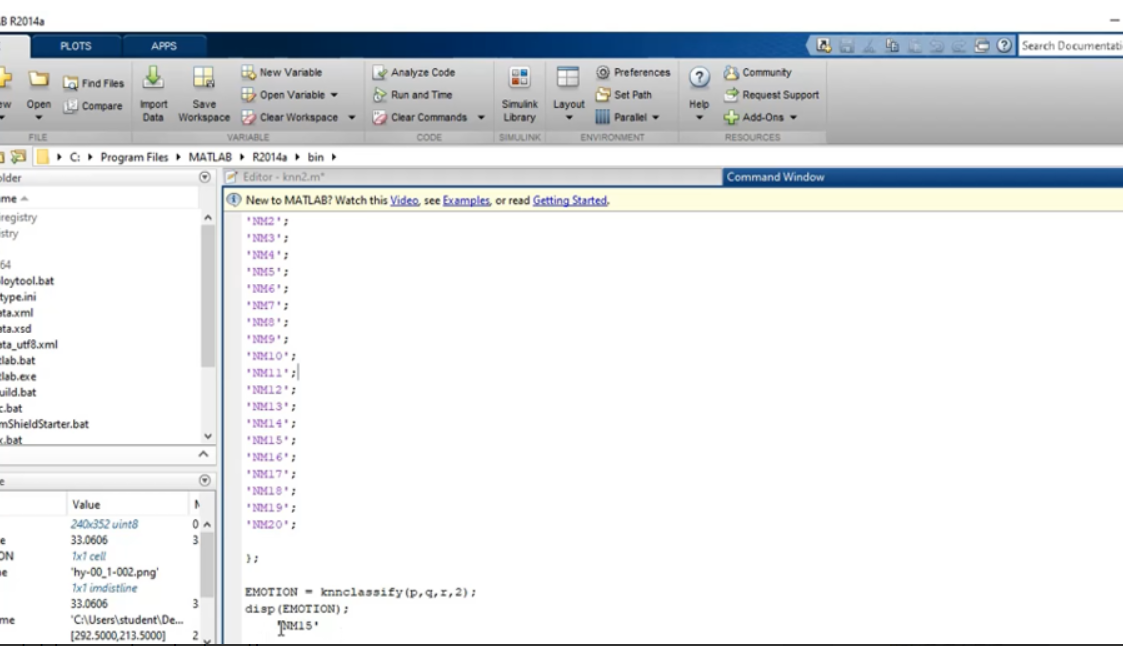 B R2014a
PLOTS APPS
Search Documentati
Open
Find Files
Compare
Import Data
Save Workspace
New Variable
Open Variable
Clear Workspace
Analyze Code
Run and Time
Clear Commands
Simulink Library
Layout
Preferences
Set Path
Parallel
Help
Community
Request Support
Add-Ons
FILE VARIABLE CODE SIMULINK ENVIRONMENT RESOURCES
C: Program Files MATLAB R2014a bin
older
me
registry
stry
64
loytool.bat
type.ini
ata.xml
ata.xsd
ata_utf8.xml
tlab.bat
tlab.exe
uild.bat
c.bat
mShieldStarter.bat
x.bat
e
Value
240x352 uint8 0
e 33.0606 3
ON 1x1 cell
e 'hy-00_1-002.png'
1x1 imdistline
33.0606 3
me 'C:\Users\student\De...
[292.5000,213.5000] 2
Editor - knn2.m*
Command Window
New to MATLAB? Watch this Video, see Examples, or read Getting Started.
'NM2';
'NM3';
'NM4';
'NM5';
'NM6';
'NM7';
'NM8';
'NM9';
'NM10';
'NM11';
'NM12';
'NM13';
'NM14';
'NM15';
'NM16';
'NM17';
'NM18';
'NM19';
'NM20';
};
EMOTION = knnclassify(p,q,r,2);
disp(EMOTION);
'NM15'